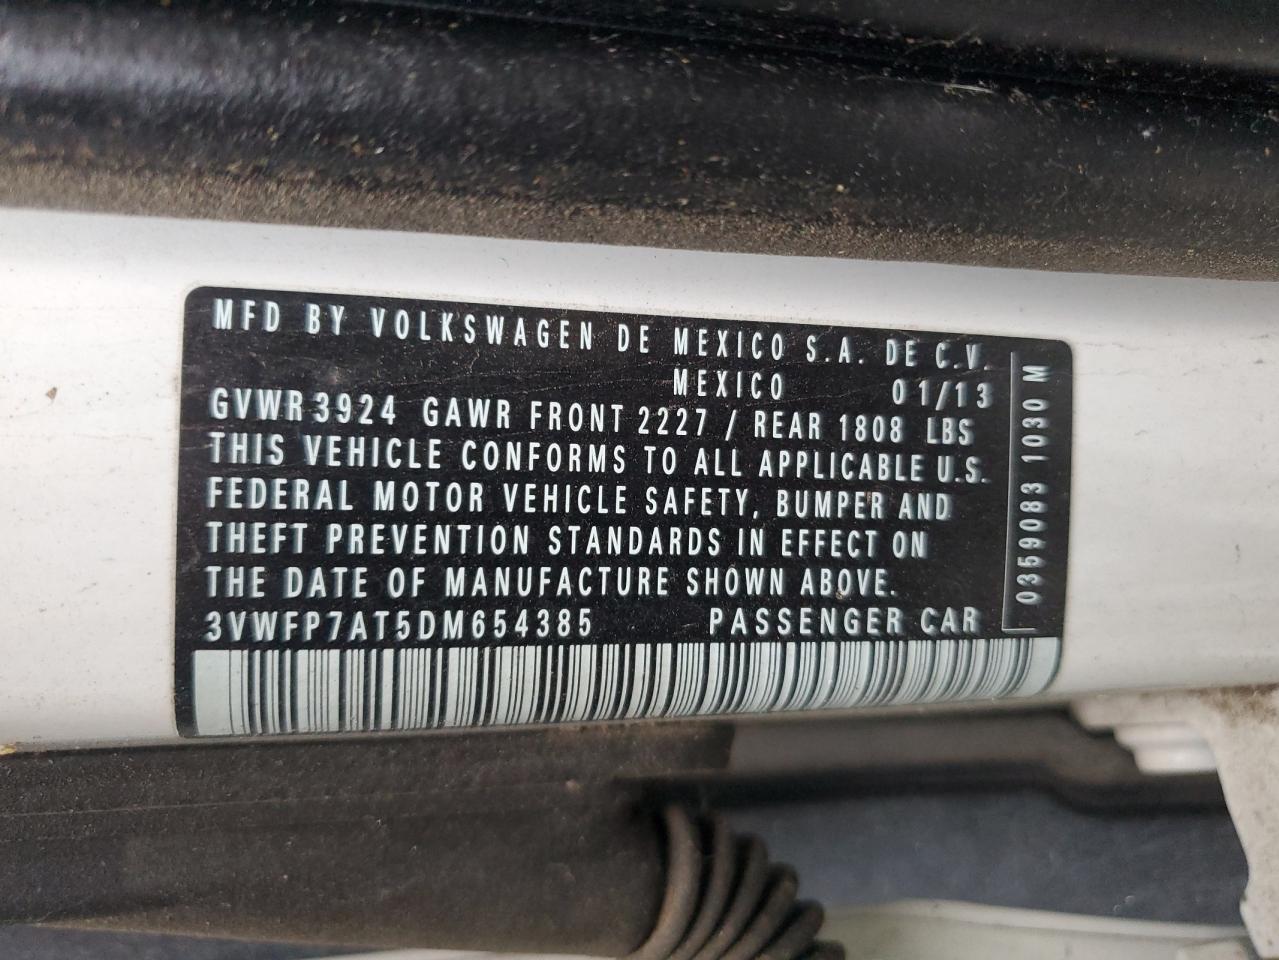 MFD BY VOLKSWAGEN DE MEXICO S.A. DE C.V.
MEXICO 01/13
GVWR 3924 GAWR FRONT 2227 / REAR 1808 LBS
THIS VEHICLE CONFORMS TO ALL APPLICABLE U.S.
FEDERAL MOTOR VEHICLE SAFETY, BUMPER AND
THEFT PREVENTION STANDARDS IN EFFECT ON
THE DATE OF MANUFACTURE SHOWN ABOVE.
3VWFP7AT5DM654385 PASSENGER CAR
0359083 1030 M